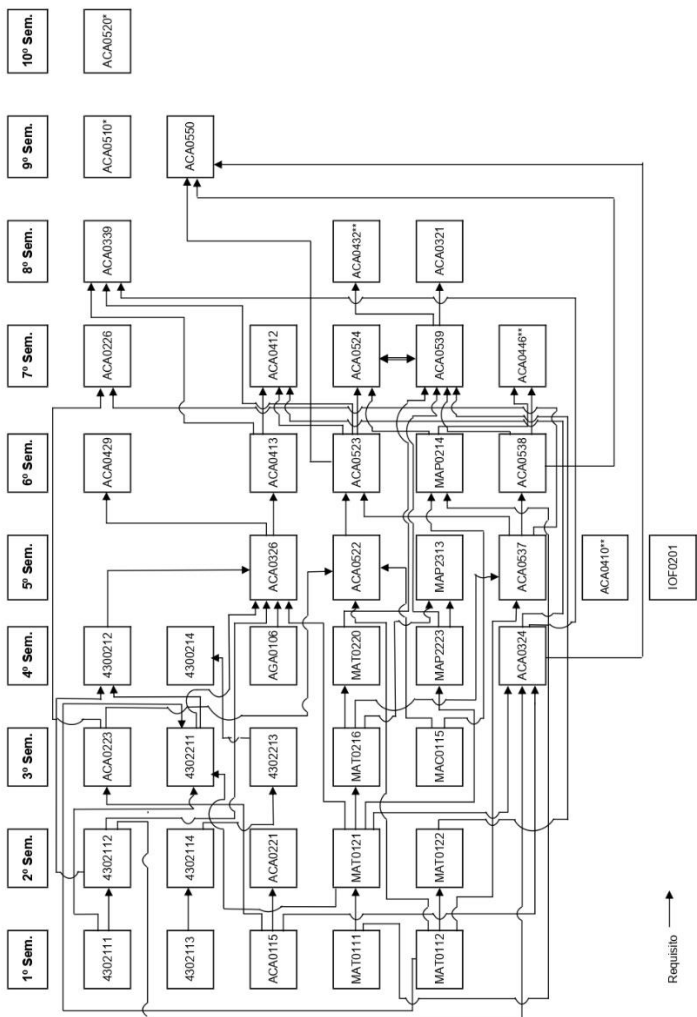 1º Sem.
4302111
4302113
ACA0115
MAT0111
MAT0112
2º Sem.
4302112
4302114
ACA0221
MAT0121
MAT0122
3º Sem.
ACA0223
4302211
4302213
MAT0216
MAC0115
4º Sem.
4300212
4300214
AGA0106
MAT0220
MAP2223
ACA0324
5º Sem.
ACA0326
ACA0522
MAP2313
ACA0537
ACA0410**
IOF0201
6º Sem.
ACA0429
ACA0413
ACA0523
MAP0214
ACA0538
7º Sem.
ACA0226
ACA0412
ACA0524
ACA0539
ACA0446**
8º Sem.
ACA0339
ACA0432**
ACA0321
9º Sem.
ACA0510*
ACA0550
10º Sem.
ACA0520*
Requisito